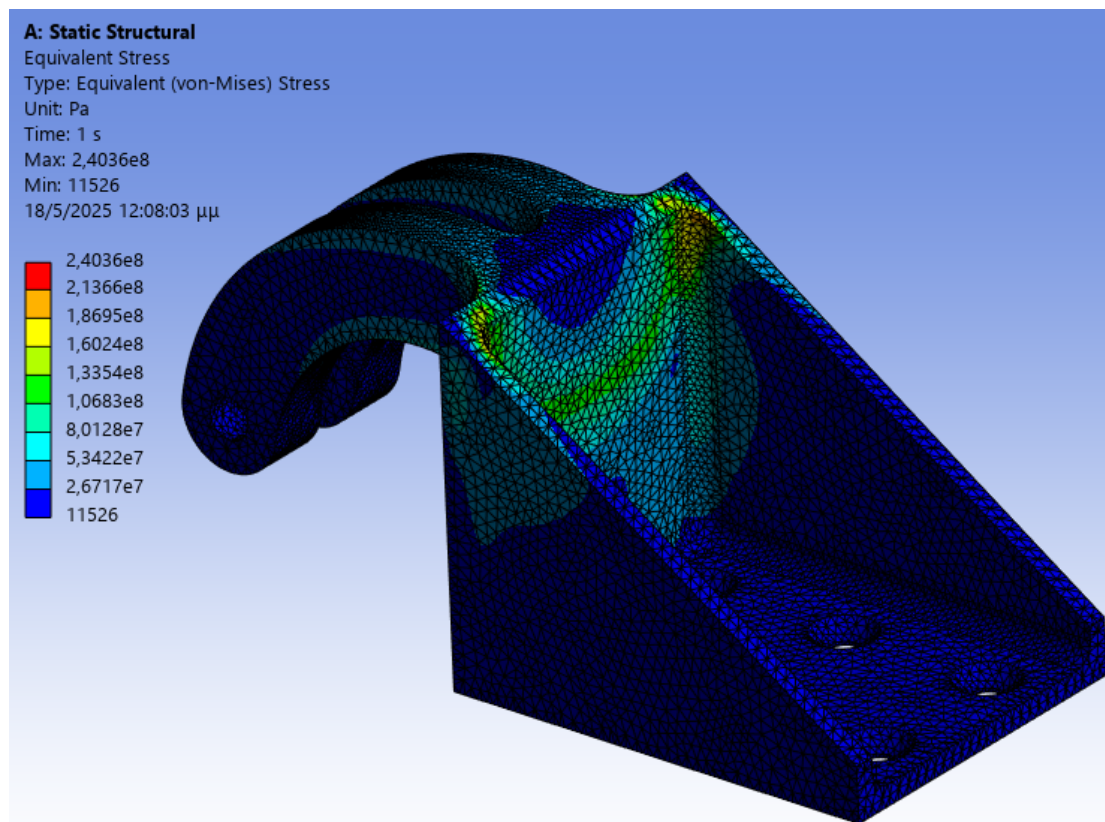 A: Static Structural
Equivalent Stress
Type: Equivalent (von-Mises) Stress
Unit: Pa
Time: 1 s
Max: 2,4036e8
Min: 11526
18/5/2025 12:08:03 μμ
2,4036e8
2,1366e8
1,8695e8
1,6024e8
1,3354e8
1,0683e8
8,0128e7
5,3422e7
2,6717e7
11526